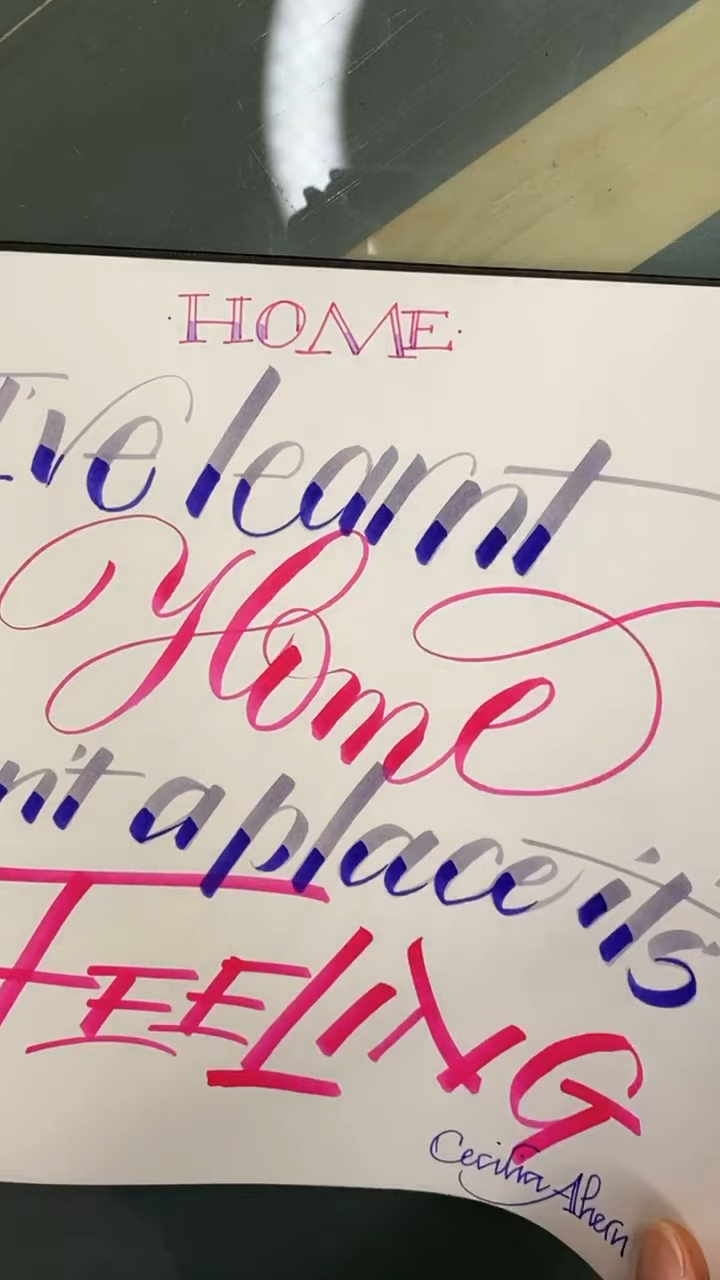 HOME
I've learnt
Home
n't a place it's
FEELING
Cecilia Ahern